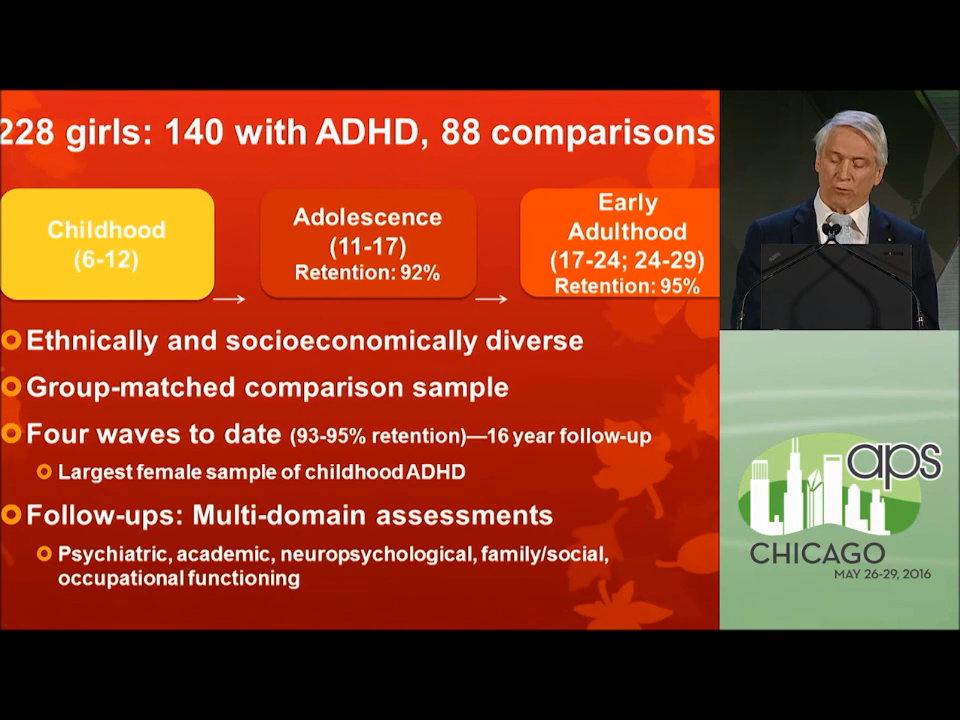 228 girls: 140 with ADHD, 88 comparisons
Childhood
(6-12)
Adolescence
(11-17)
Retention: 92%
Early
Adulthood
(17-24; 24-29)
Retention: 95%
Ethnically and socioeconomically diverse
Group-matched comparison sample
Four waves to date (93-95% retention)—16 year follow-up
Largest female sample of childhood ADHD
Follow-ups: Multi-domain assessments
Psychiatric, academic, neuropsychological, family/social,
occupational functioning
aps
CHICAGO
MAY 26-29, 2016